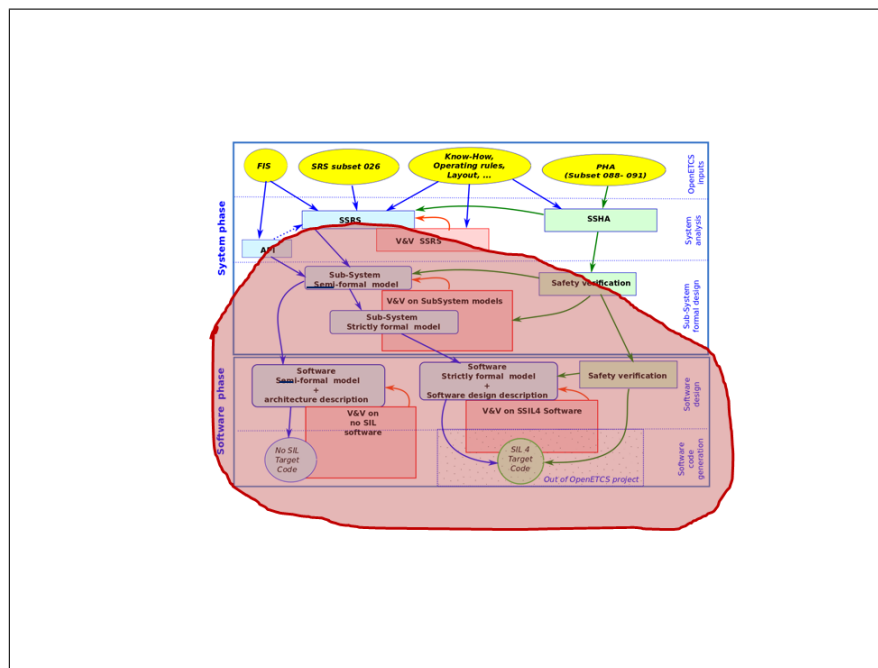 FIS
SRS subset 026
Know-How,
Operating rules,
Layout, ...
PHA
(Subset 088- 091)
OpenETCS
inputs
System phase
SSRS
SSHA
System
analysis
API
V&V SSRS
Sub-System
Semi-formal model
Safety verification
V&V on SubSystem models
Sub-System
Strictly formal model
Sub-System
formal design
Software phase
Software
Semi-formal model
+
architecture description
Software
Strictly formal model
+
Software design description
Safety verification
Software
design
V&V on
no SIL
software
V&V on SSIL4 Software
No SIL
Target
Code
SIL 4
Target
Code
Out of OpenETCS project
Software
code
generation